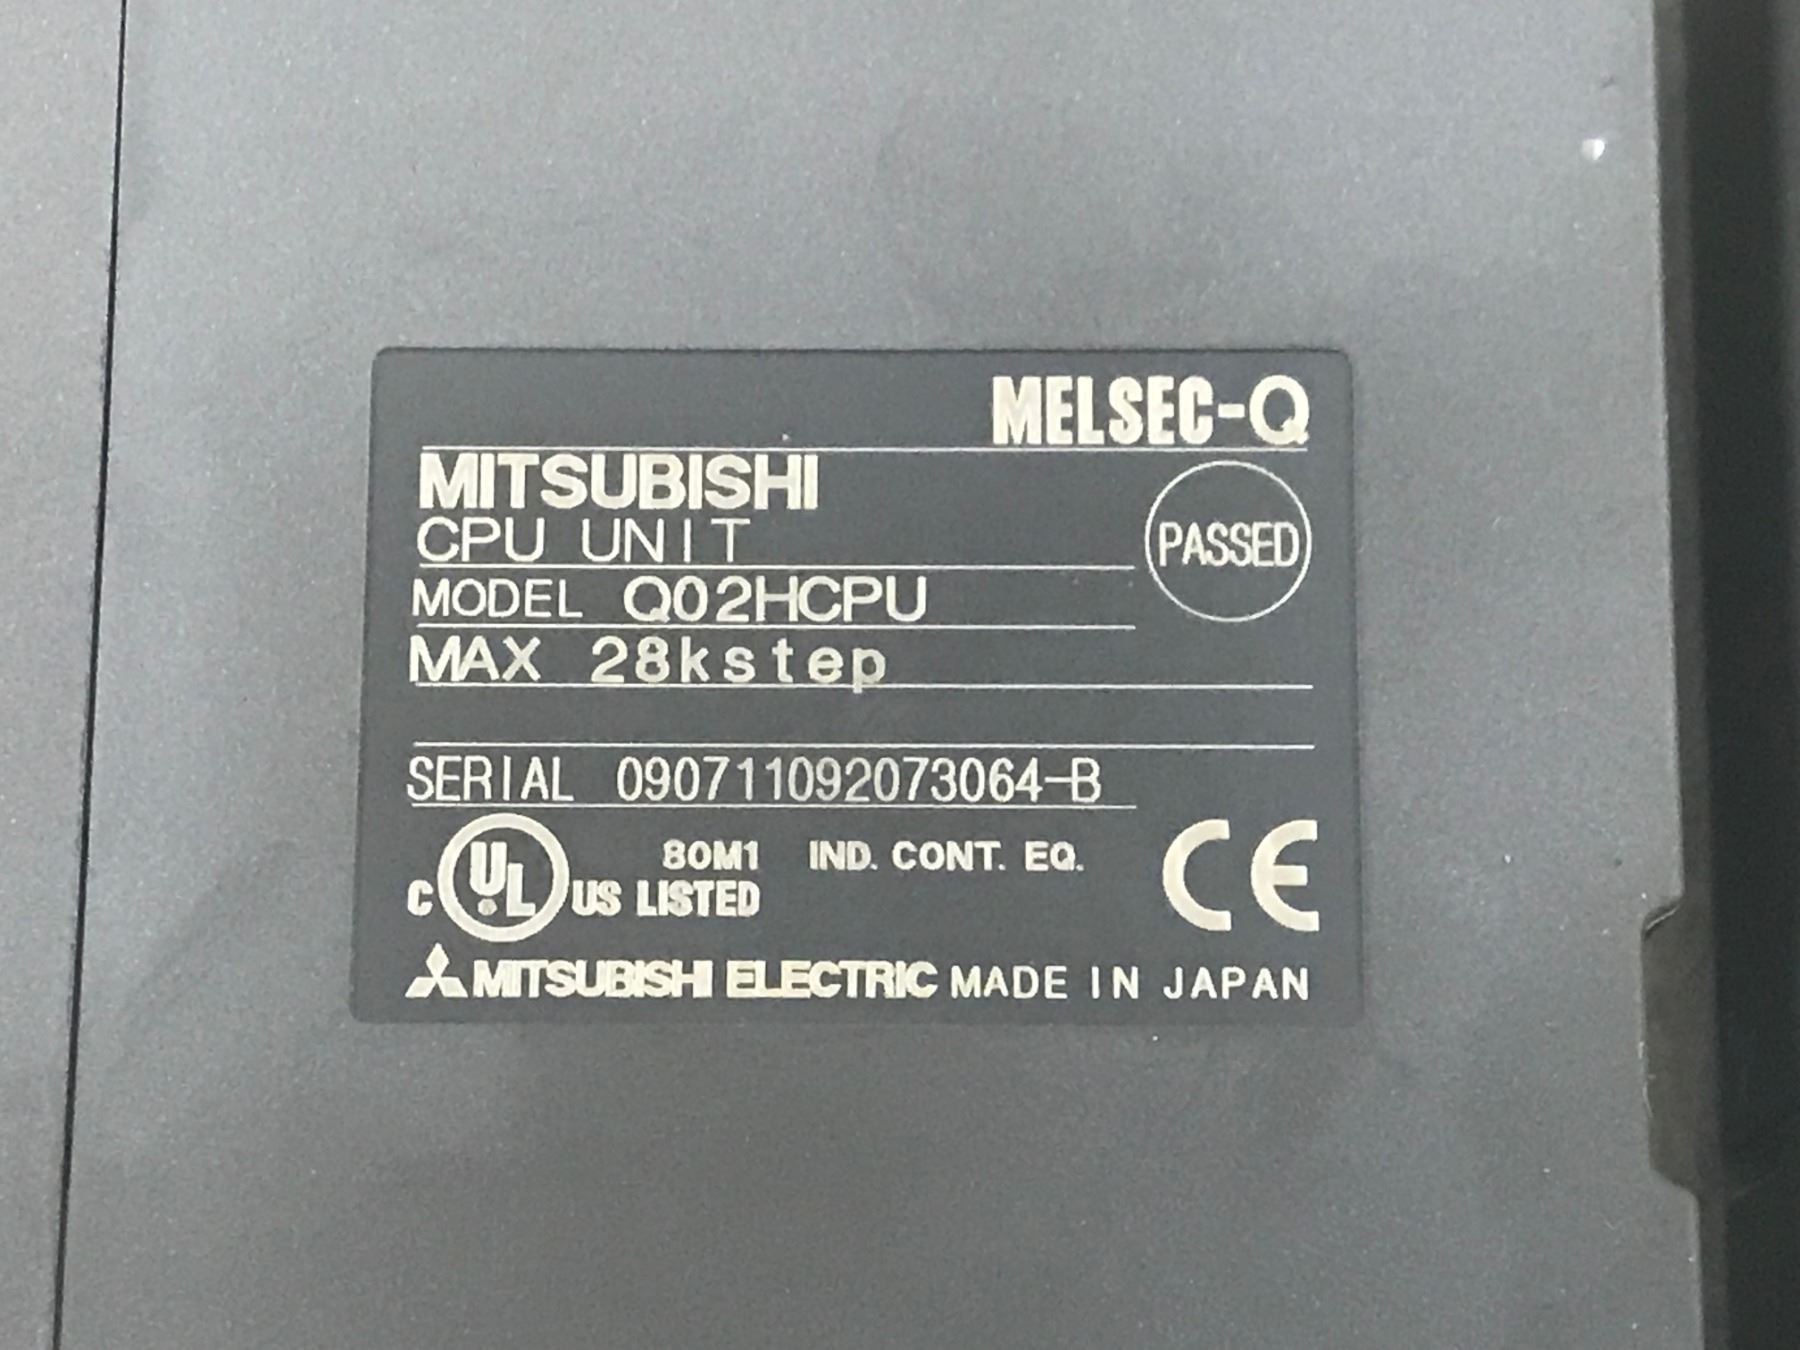 MELSEC-Q
MITSUBISHI
CPU UNIT
PASSED
MODEL Q02HCPU
MAX 28kstep
SERIAL 090711092073064-B
C UL US LISTED
80M1 IND. CONT. EQ.
CE
MITSUBISHI ELECTRIC MADE IN JAPAN